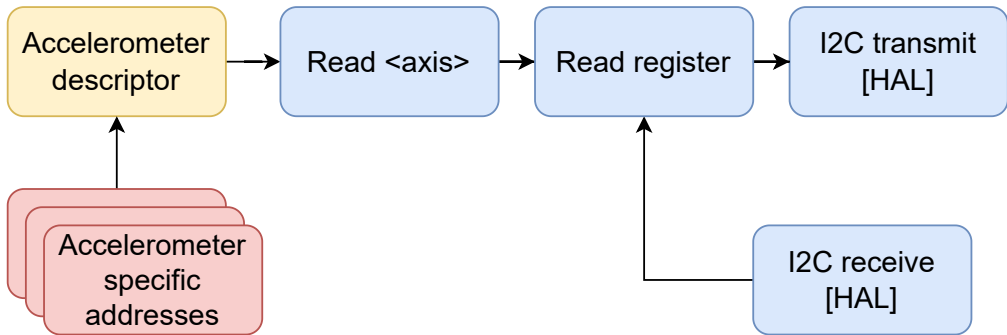 Accelerometer
descriptor
Read <axis>
Read register
I2C transmit
[HAL]
Accelerometer
specific
addresses
I2C receive
[HAL]